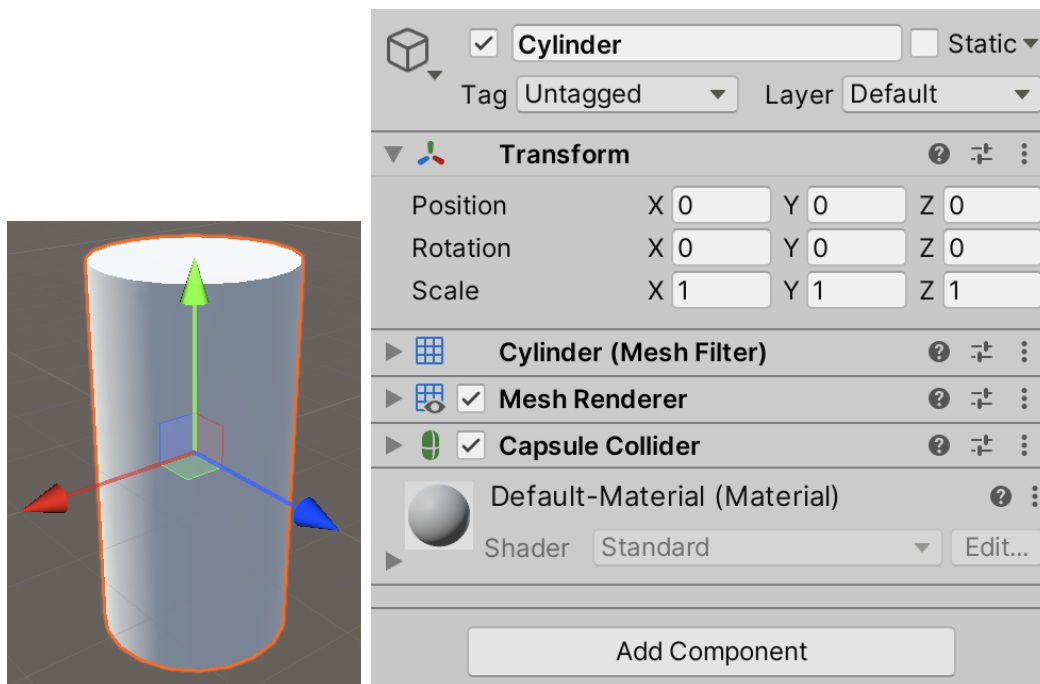 Cylinder Static
Tag Untagged Layer Default
Transform
Position X 0 Y 0 Z 0
Rotation X 0 Y 0 Z 0
Scale X 1 Y 1 Z 1
Cylinder (Mesh Filter)
Mesh Renderer
Capsule Collider
Default-Material (Material)
Shader Standard Edit...
Add Component